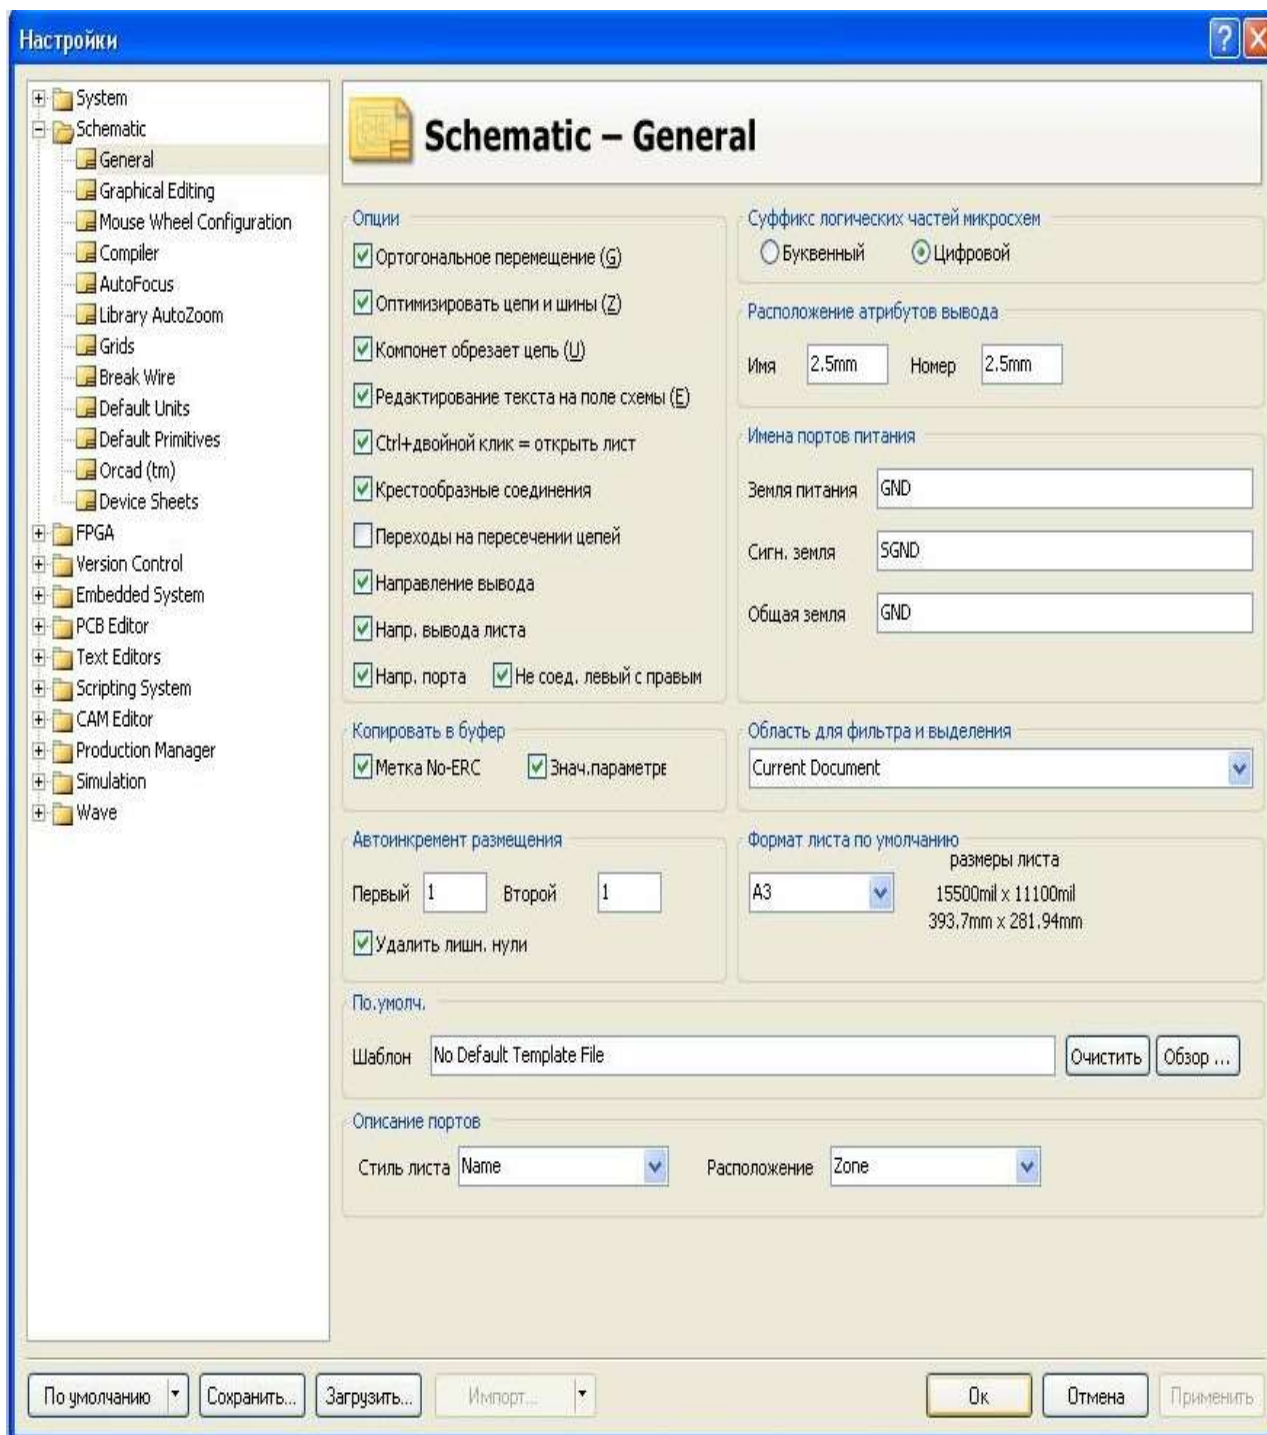 Настройки
System
Schematic
General
Graphical Editing
Mouse Wheel Configuration
Compiler
AutoFocus
Library AutoZoom
Grids
Break Wire
Default Units
Default Primitives
Orcad (tm)
Device Sheets
FPGA
Version Control
Embedded System
PCB Editor
Text Editors
Scripting System
CAM Editor
Production Manager
Simulation
Wave
Schematic – General
Опции
Ортогональное перемещение (G)
Оптимизировать цепи и шины (Z)
Компонет обрезает цепь (U)
Редактирование текста на поле схемы (E)
Ctrl+двойной клик = открыть лист
Крестообразные соединения
Переходы на пересечении цепей
Направление вывода
Напр. вывода листа
Напр. порта Не соед. левый с правым
Суффикс логических частей микросхем
Буквенный Цифровой
Расположение атрибутов вывода
Имя 2.5mm Номер 2.5mm
Имена портов питания
Земля питания GND
Сигн. земля SGND
Общая земля GND
Копировать в буфер
Метка No-ERC Знач.параметре
Область для фильтра и выделения
Current Document
Автоинкремент размещения
Первый 1 Второй 1
Удалить лишн. нули
Формат листа по умолчанию
размеры листа
A3 15500mil x 11100mil
393.7mm x 281.94mm
По.умолч.
Шаблон No Default Template File Очистить Обзор ...
Описание портов
Стиль листа Name Расположение Zone
По умолчанию Сохранить... Загрузить... Импорт... Ок Отмена Применить